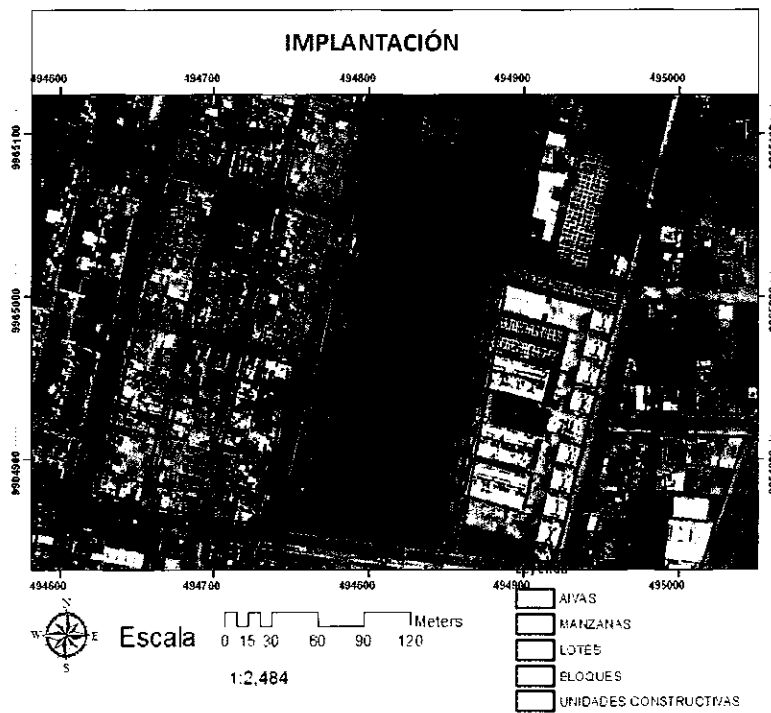 IMPLANTACIÓN
494600 494700 494800 494900 495000
9965100
9965000
9964900
494600 494700 494800 494900 495000
N
W E
S
Escala
Meters
0 15 30 60 90 120
1:2,484
AIVAS
MANZANAS
LOTES
BLOQUES
UNIDADES CONSTRUCTIVAS